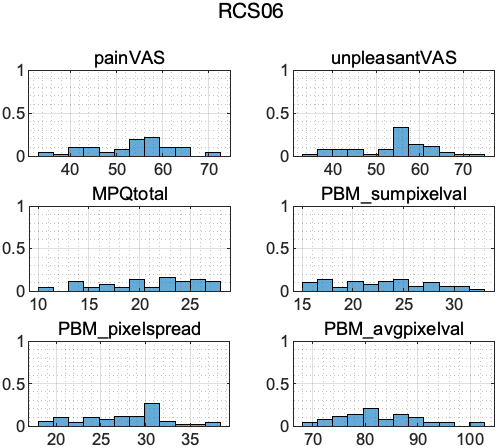 RCS06
painVAS
1
0.5
0
40 50 60 70
unpleasantVAS
1
0.5
0
40 50 60 70
MPQtotal
1
0.5
0
10 15 20 25
PBM_sumpixelval
1
0.5
0
15 20 25 30
PBM_pixelspread
1
0.5
0
20 25 30 35
PBM_avgpixelval
1
0.5
0
70 80 90 100